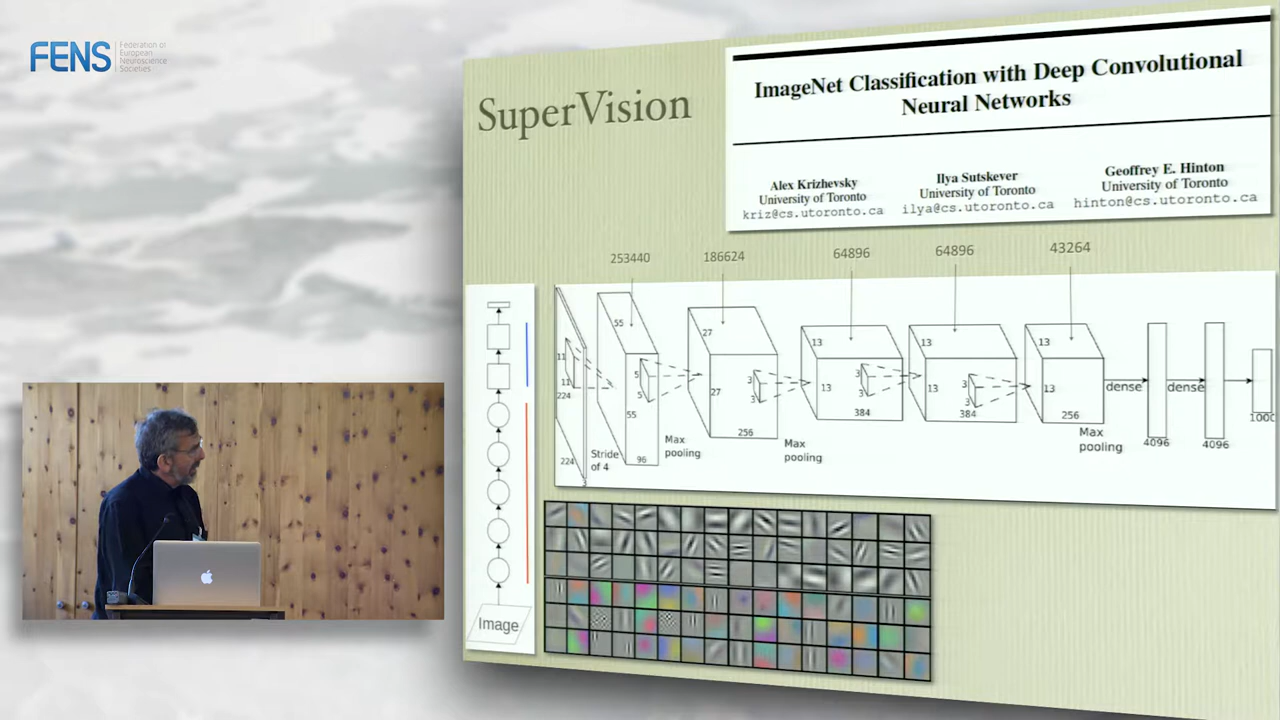 FENS
Federation of
European
Neuroscience
Societies
SuperVision
ImageNet Classification with Deep Convolutional
Neural Networks
Alex Krizhevsky
University of Toronto
kriz@cs.utoronto.ca
Ilya Sutskever
University of Toronto
ilya@cs.utoronto.ca
Geoffrey E. Hinton
University of Toronto
hinton@cs.utoronto.ca
253440
186624
64896
64896
43264
55
27
13
13
13
11
11
5
5
3
3
3
3
3
3
224
55
27
13
13
13
224
Stride
of 4
96
Max
pooling
256
Max
pooling
384
384
256
Max
pooling
dense
dense
4096
4096
1000
Image